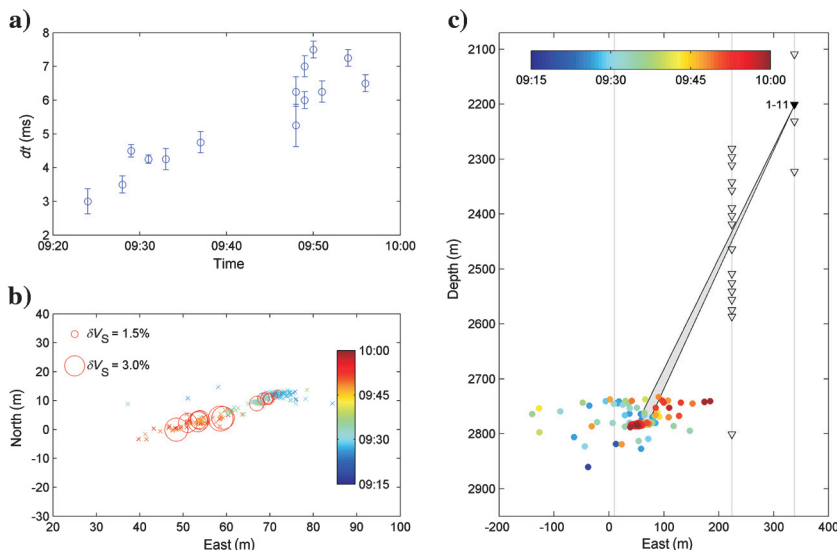 a)
8
7
6
5
4
3
2
dt (ms)
09:20 09:30 09:40 09:50 10:00
Time
b)
40
30
20
10
0
-10
-20
-30
North (m)
δVS = 1.5%
δVS = 3.0%
10:00
09:45
09:30
09:15
20 30 40 50 60 70 80 90 100
East (m)
c)
09:15 09:30 09:45 10:00
1-11
2100
2200
2300
2400
2500
2600
2700
2800
2900
Depth (m)
-200 -100 0 100 200 300 400
East (m)